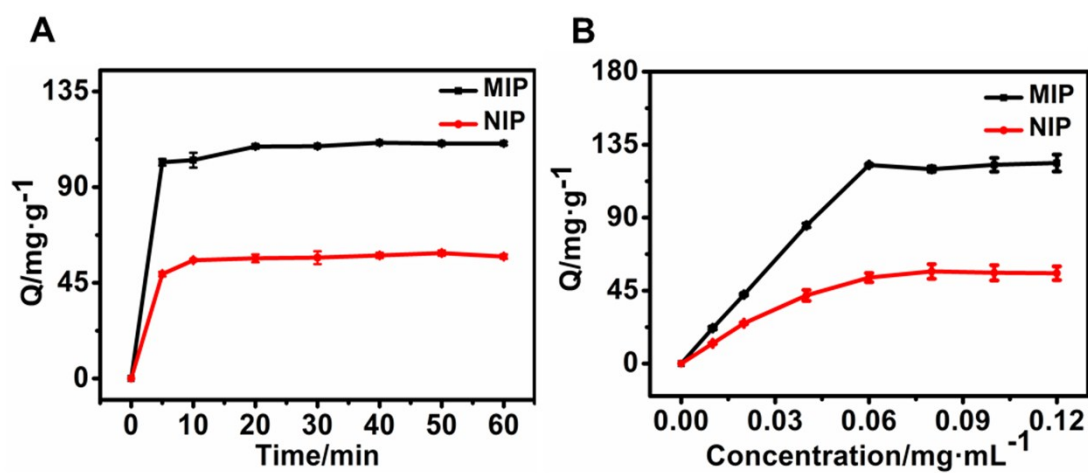 A
Q/mg·g⁻¹
135
90
45
0
MIP
NIP
0 10 20 30 40 50 60
Time/min
B
Q/mg·g⁻¹
180
135
90
45
0
MIP
NIP
0.00 0.03 0.06 0.09 0.12
Concentration/mg·mL⁻¹